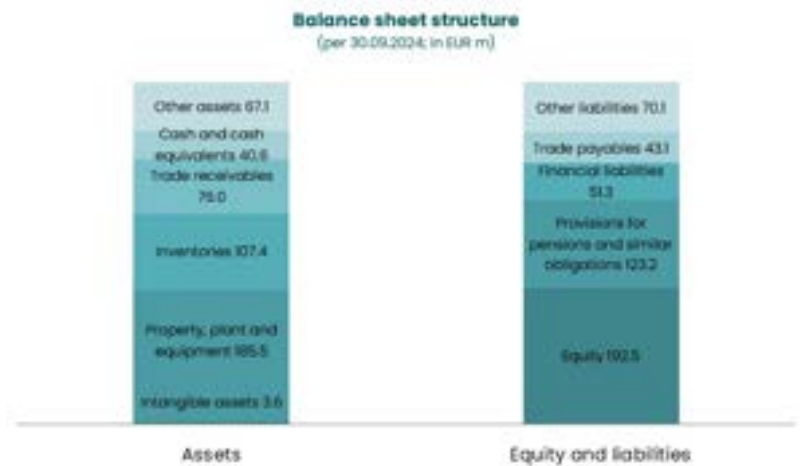 Balance sheet structure
(per 30.09.2024; in EUR m)
Other assets 67.1
Cash and cash
equivalents 40.6
Trade receivables
76.0
Inventories 107.4
Property, plant and
equipment 185.5
Intangible assets 3.6
Assets
Other liabilities 70.1
Trade payables 43.1
Financial liabilities
51.3
Provisions for
pensions and similar
obligations 123.2
Equity 192.5
Equity and liabilities